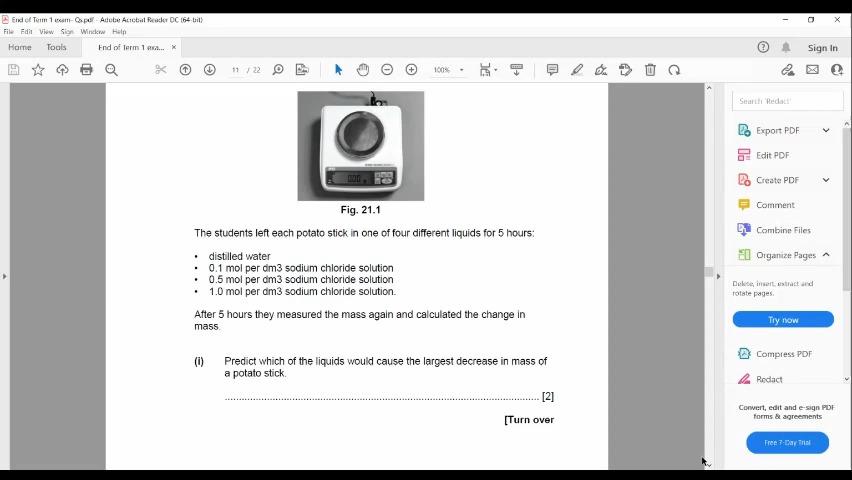 End of Term 1 exam- Qs.pdf - Adobe Acrobat Reader DC (64-bit)
File Edit View Sign Window Help
Home Tools End of Term 1 exa... ×
Sign In
11 / 22
100%
Search 'Redact'
Export PDF
Edit PDF
Create PDF
Comment
Combine Files
Organize Pages
Delete, insert, extract and
rotate pages.
Try now
Compress PDF
Redact
Convert, edit and e-sign PDF
forms & agreements
Free 7-Day Trial
Fig. 21.1
The students left each potato stick in one of four different liquids for 5 hours:
• distilled water
• 0.1 mol per dm3 sodium chloride solution
• 0.5 mol per dm3 sodium chloride solution
• 1.0 mol per dm3 sodium chloride solution.
After 5 hours they measured the mass again and calculated the change in
mass.
(i) Predict which of the liquids would cause the largest decrease in mass of
a potato stick.
.................................................................................................... [2]
[Turn over